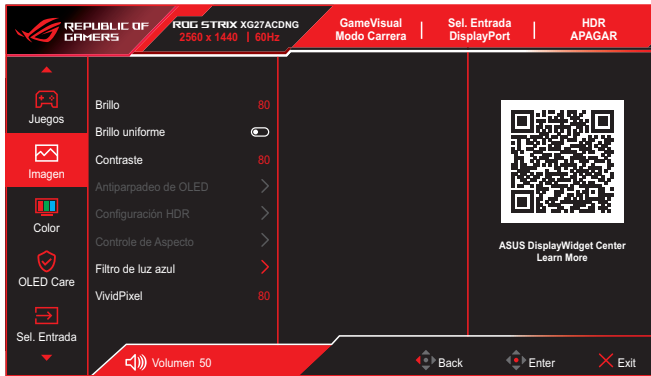 REPUBLIC OF
GAMERS
ROG STRIX XG27ACDNG
2560 x 1440 | 60Hz
GameVisual
Modo Carrera
Sel. Entrada
DisplayPort
HDR
APAGAR
Juegos
Imagen
Color
OLED Care
Sel. Entrada
Brillo 80
Brillo uniforme
Contraste 80
Antiparpadeo de OLED
Configuración HDR
Controle de Aspecto
Filtro de luz azul
VividPixel 80
ASUS DisplayWidget Center
Learn More
Volumen 50
Back
Enter
Exit